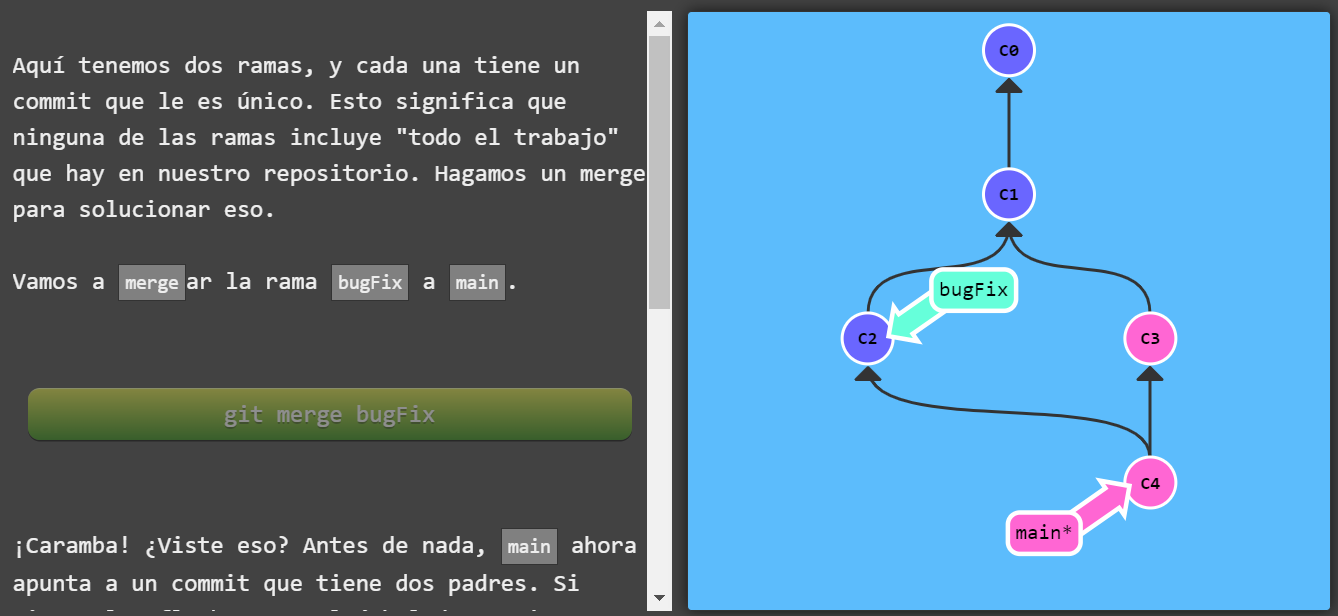 Aquí tenemos dos ramas, y cada una tiene un
commit que le es único. Esto significa que
ninguna de las ramas incluye "todo el trabajo"
que hay en nuestro repositorio. Hagamos un merge
para solucionar eso.
Vamos a mergear la rama bugFix a main.
git merge bugFix
¡Caramba! ¿Viste eso? Antes de nada, main ahora
apunta a un commit que tiene dos padres. Si
C0
C1
bugFix
C2
C3
C4
main*